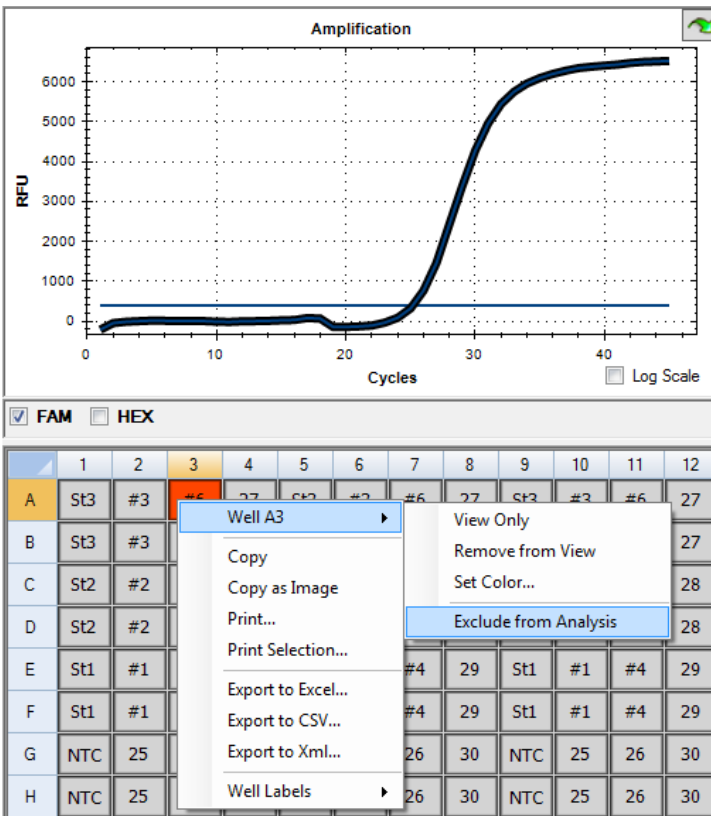 Amplification
RFU
6000
5000
4000
3000
2000
1000
0
0 10 20 30 40
Cycles
Log Scale
FAM HEX
1 2 3 4 5 6 7 8 9 10 11 12
A St3 #3 #6 27 St3 #3 #6 27 St3 #3 #6 27
B St3 #3 27
C St2 #2 28
D St2 #2 28
E St1 #1 #4 29 St1 #1 #4 29
F St1 #1 #4 29 St1 #1 #4 29
G NTC 25 26 30 NTC 25 26 30
H NTC 25 26 30 NTC 25 26 30
Well A3
Copy
Copy as Image
Print...
Print Selection...
Export to Excel...
Export to CSV...
Export to Xml...
Well Labels
View Only
Remove from View
Set Color...
Exclude from Analysis